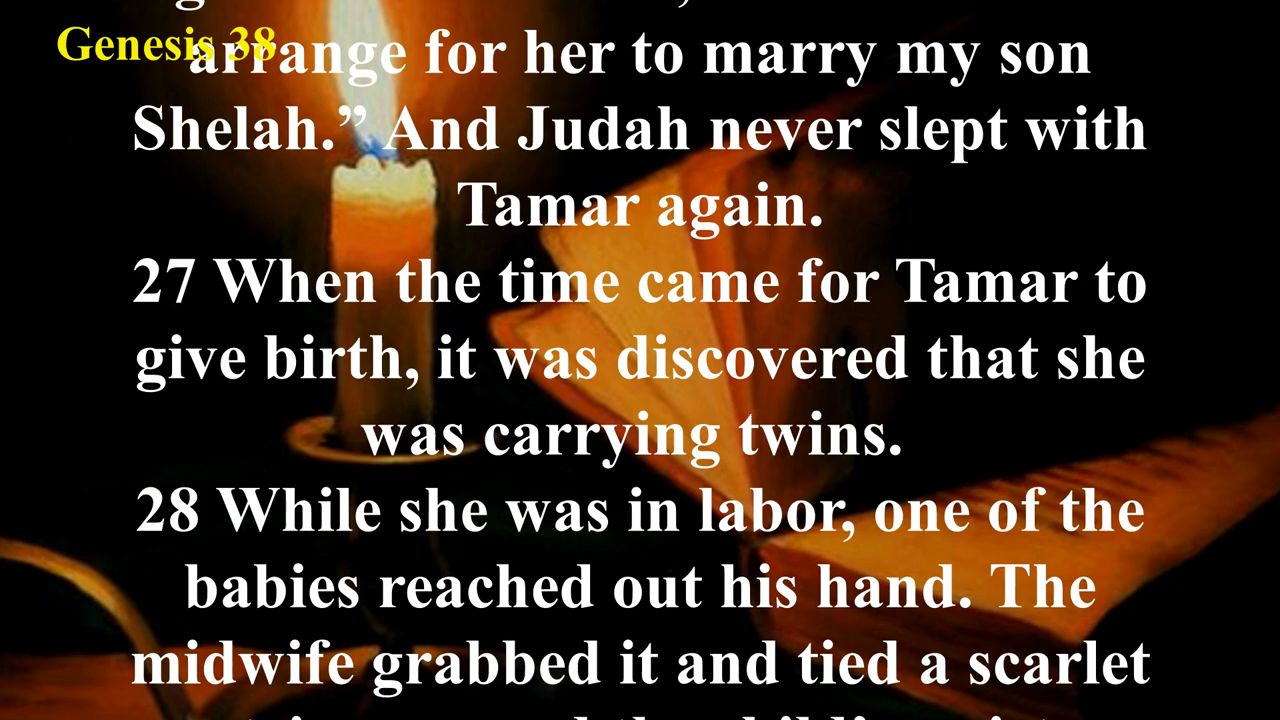 Genesis 38
arrange for her to marry my son
Shelah.” And Judah never slept with
Tamar again.
27 When the time came for Tamar to
give birth, it was discovered that she
was carrying twins.
28 While she was in labor, one of the
babies reached out his hand. The
midwife grabbed it and tied a scarlet